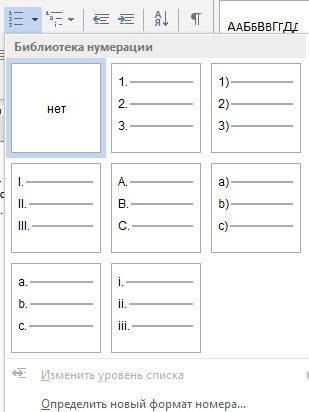 АаБбВвГгДд
Библиотека нумерации
нет
1.
2.
3.
1)
2)
3)
I.
II.
III.
A.
B.
C.
a)
b)
c)
a.
b.
c.
i.
ii.
iii.
Изменить уровень списка
Определить новый формат номера...